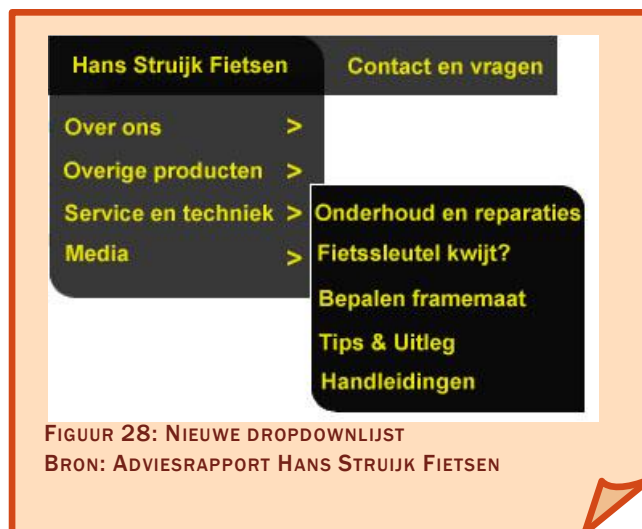 Hans Struijk Fietsen
Contact en vragen
Over ons >
Overige producten >
Service en techniek >
Media >
Onderhoud en reparaties
Fietssleutel kwijt?
Bepalen framemaat
Tips & Uitleg
Handleidingen
FIGUUR 28: NIEUWE DROPDOWNLIJST
BRON: ADVIESRAPPORT HANS STRUIJK FIETSEN